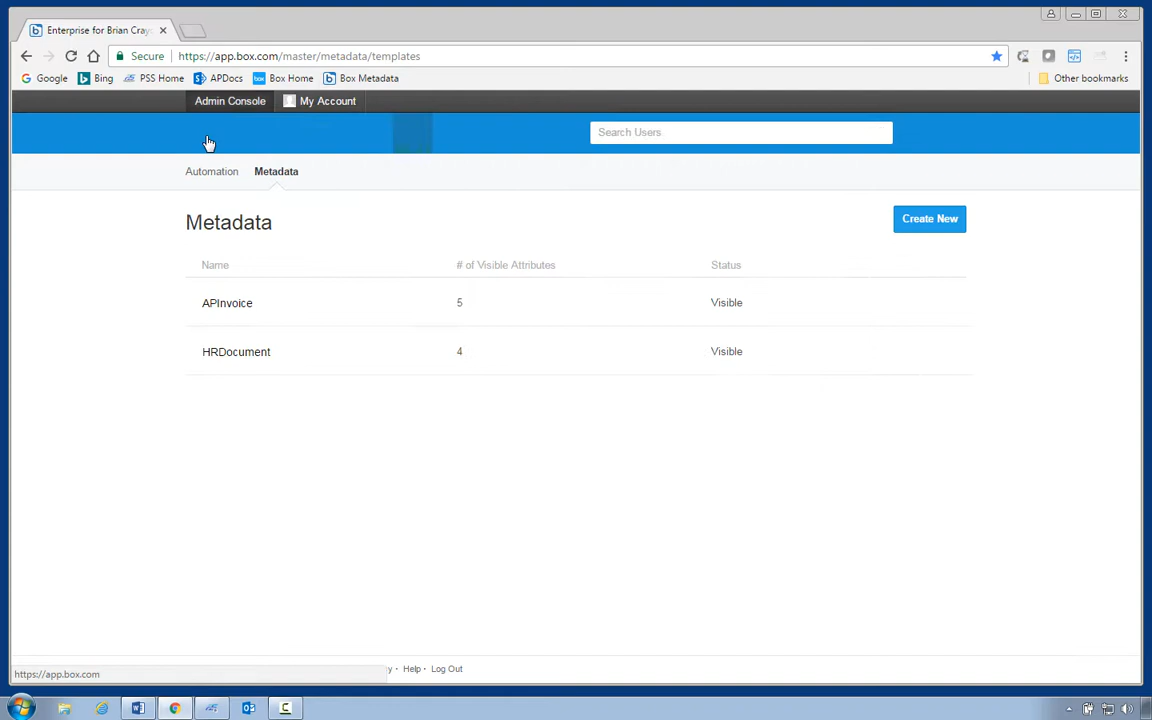 Enterprise for Brian Crays
Secure https://app.box.com/master/metadata/templates
Google Bing PSS Home APDocs Box Home Box Metadata Other bookmarks
Admin Console My Account
Search Users
Automation Metadata
Metadata
Create New
Name # of Visible Attributes Status
APInvoice 5 Visible
HRDocument 4 Visible
y · Help · Log Out
https://app.box.com